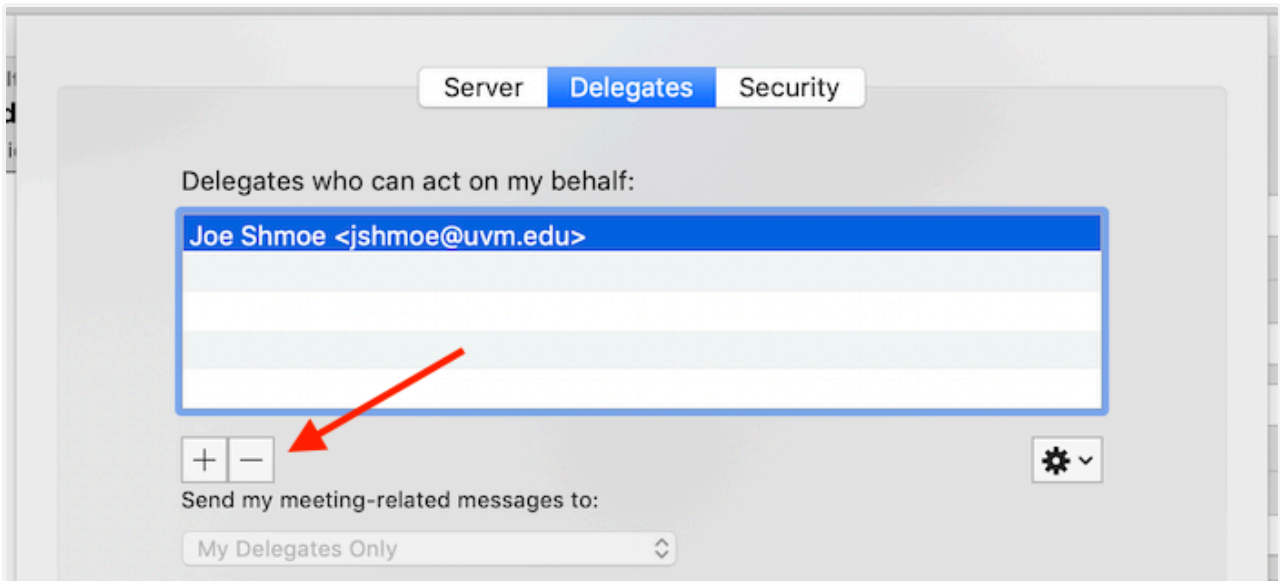 Server Delegates Security
Delegates who can act on my behalf:
Joe Shmoe <jshmoe@uvm.edu>
Send my meeting-related messages to:
My Delegates Only